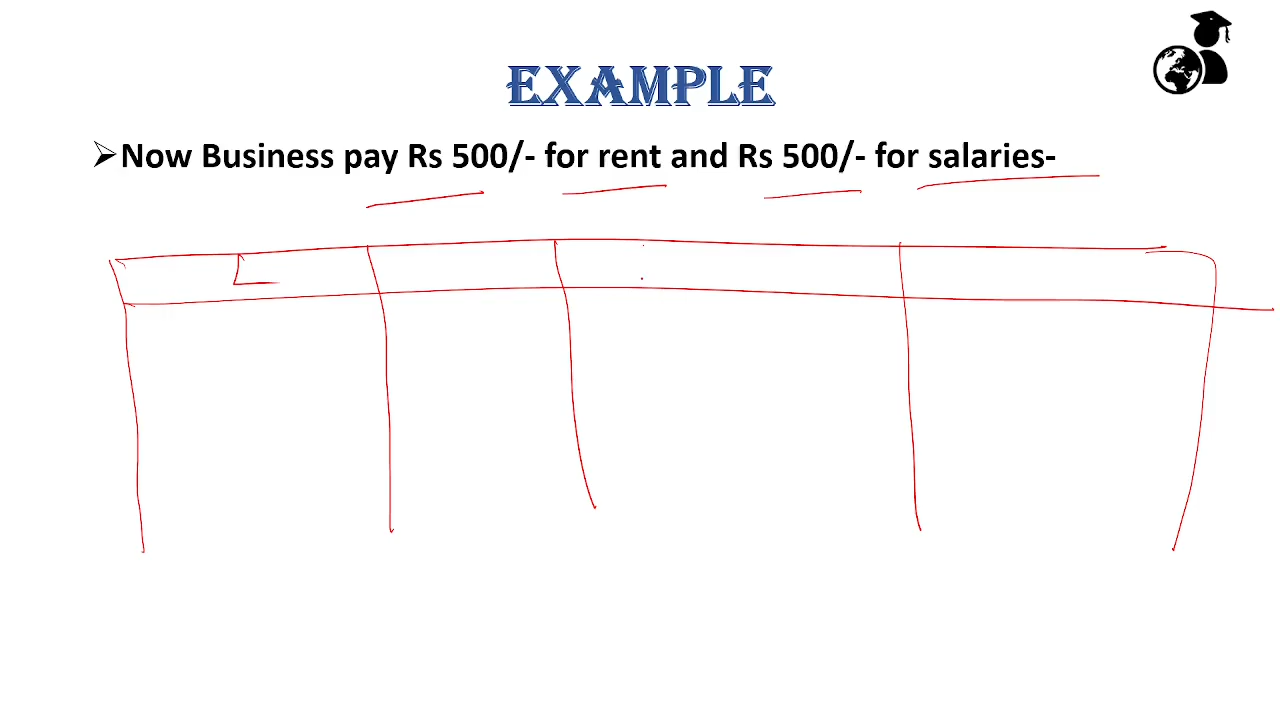 EXAMPLE
➢Now Business pay Rs 500/- for rent and Rs 500/- for salaries-